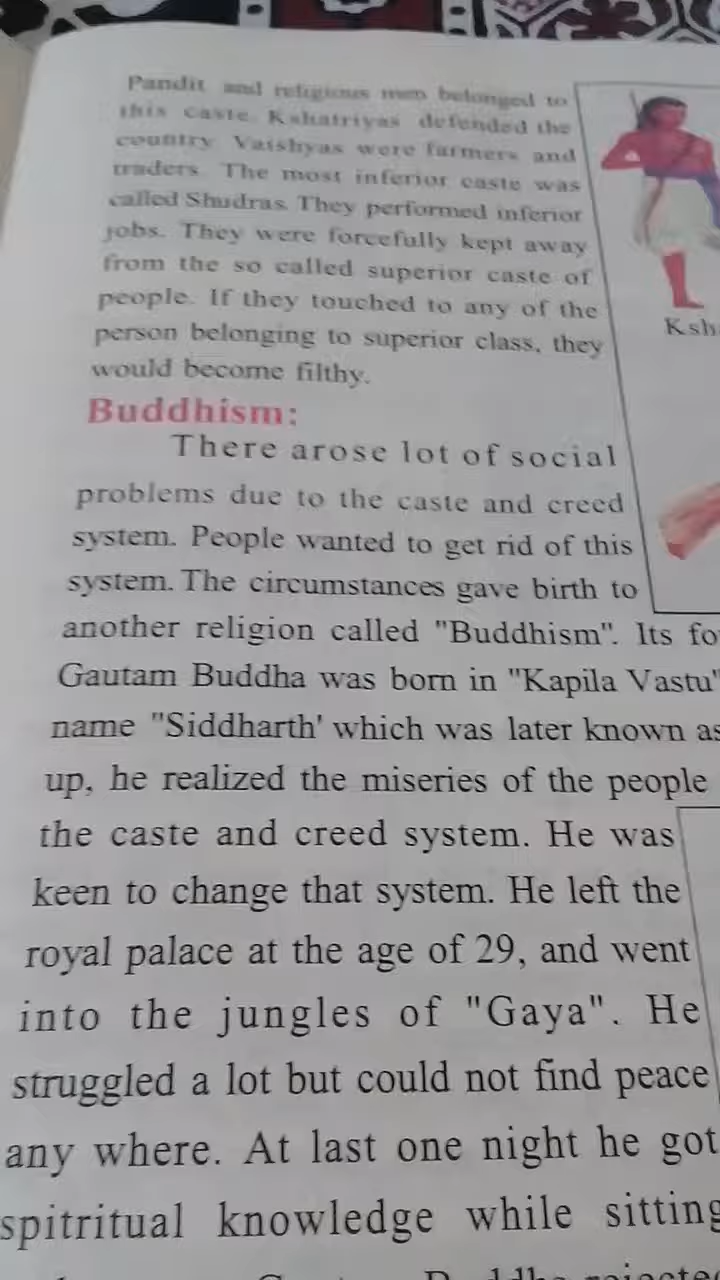 Pandit and religious men belonged to
this caste. Kshatriyas defended the
country. Vaishyas were farmers and
traders. The most inferior caste was
called Shudras. They performed inferior
jobs. They were forcefully kept away
from the so called superior caste of
people. If they touched to any of the
person belonging to superior class, they
would become filthy.
Ksh
Buddhism:
There arose lot of social
problems due to the caste and creed
system. People wanted to get rid of this
system. The circumstances gave birth to
another religion called "Buddhism". Its fo
Gautam Buddha was born in "Kapila Vastu"
name "Siddharth' which was later known as
up, he realized the miseries of the people
the caste and creed system. He was
keen to change that system. He left the
royal palace at the age of 29, and went
into the jungles of "Gaya". He
struggled a lot but could not find peace
any where. At last one night he got
spitritual knowledge while sitting